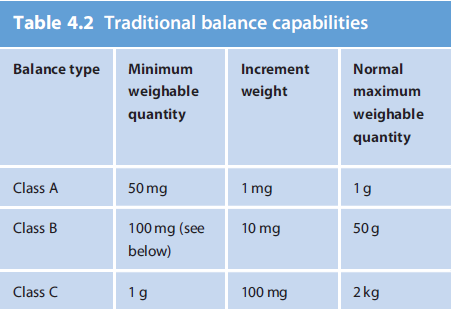 Table 4.2 Traditional balance capabilities
Balance type Minimum Increment Normal
weighable weight maximum
quantity weighable
quantity
Class A 50 mg 1 mg 1 g
Class B 100 mg (see 10 mg 50 g
below)
Class C 1 g 100 mg 2 kg